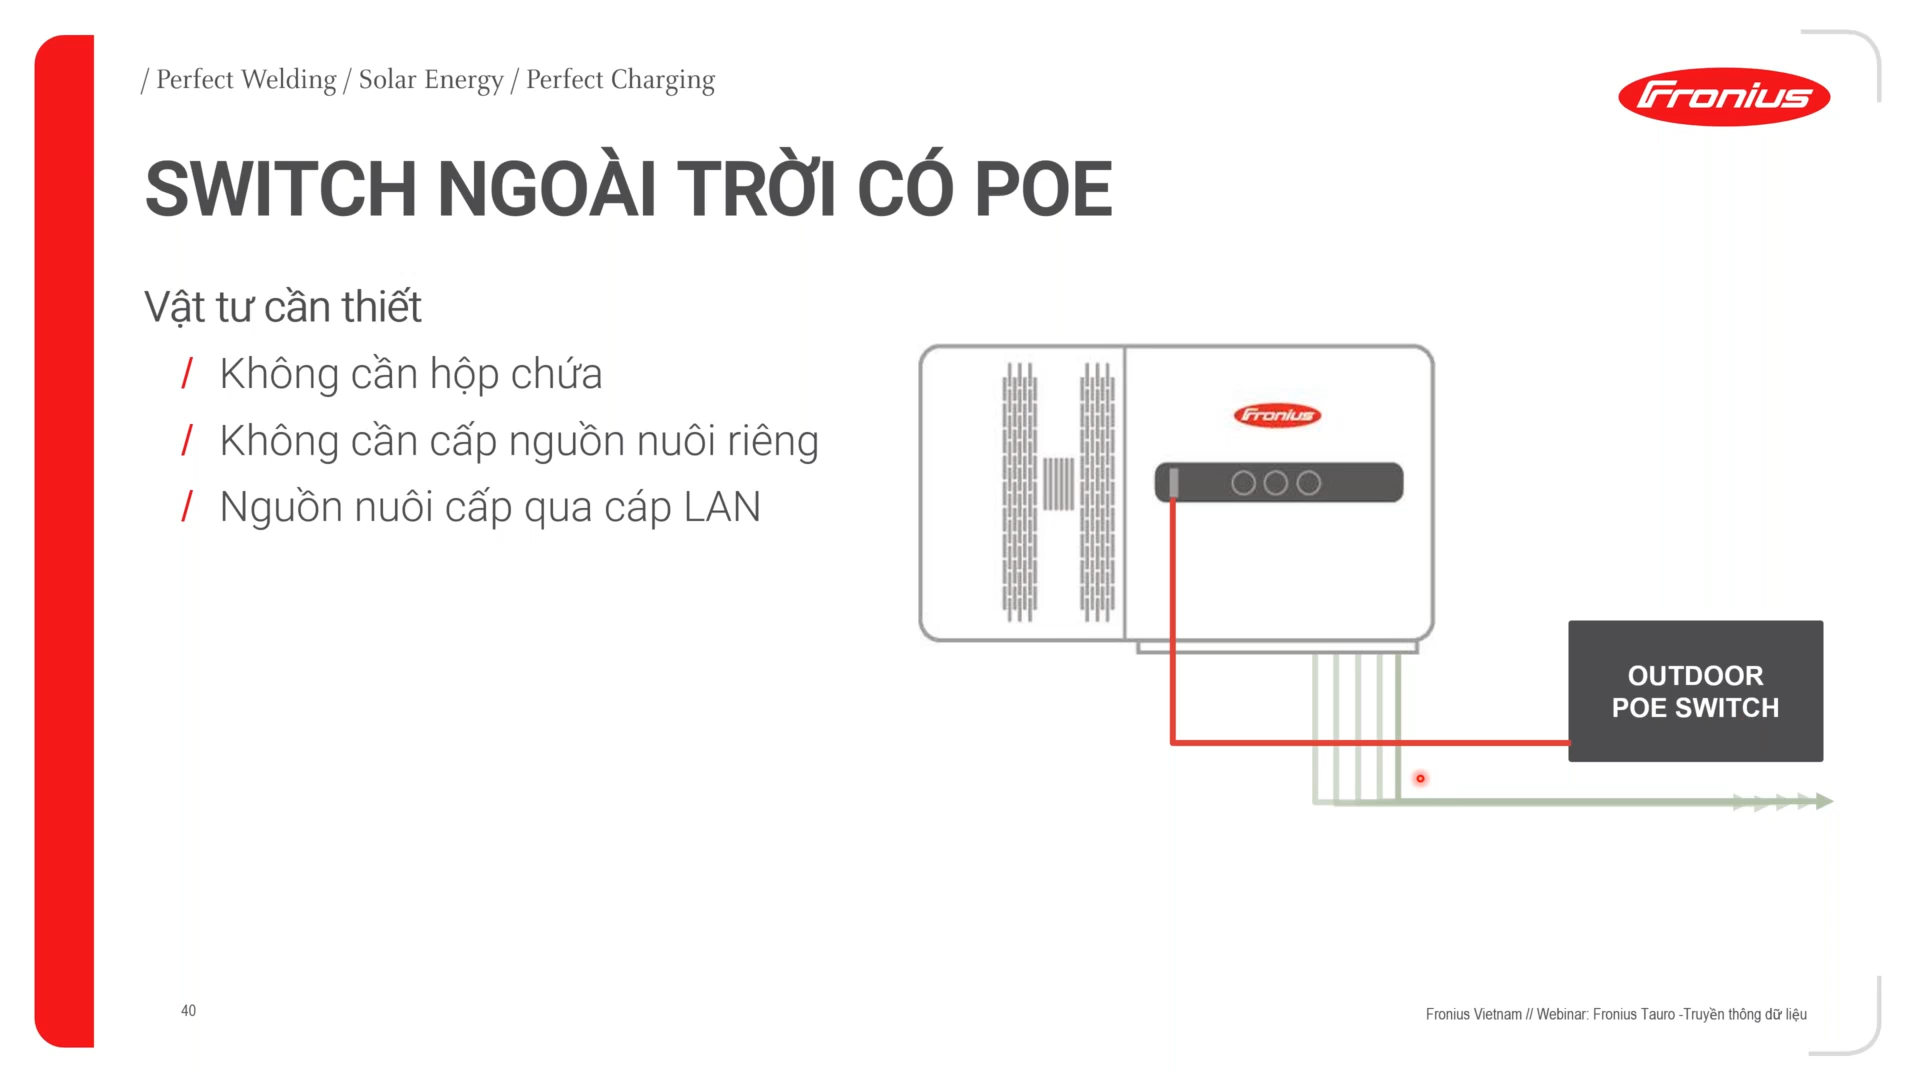 / Perfect Welding / Solar Energy / Perfect Charging
Fronius
SWITCH NGOÀI TRỜI CÓ POE
Vật tư cần thiết
/ Không cần hộp chứa
/ Không cần cấp nguồn nuôi riêng
/ Nguồn nuôi cấp qua cáp LAN
Fronius
OUTDOOR
POE SWITCH
40
Fronius Vietnam // Webinar: Fronius Tauro -Truyền thông dữ liệu